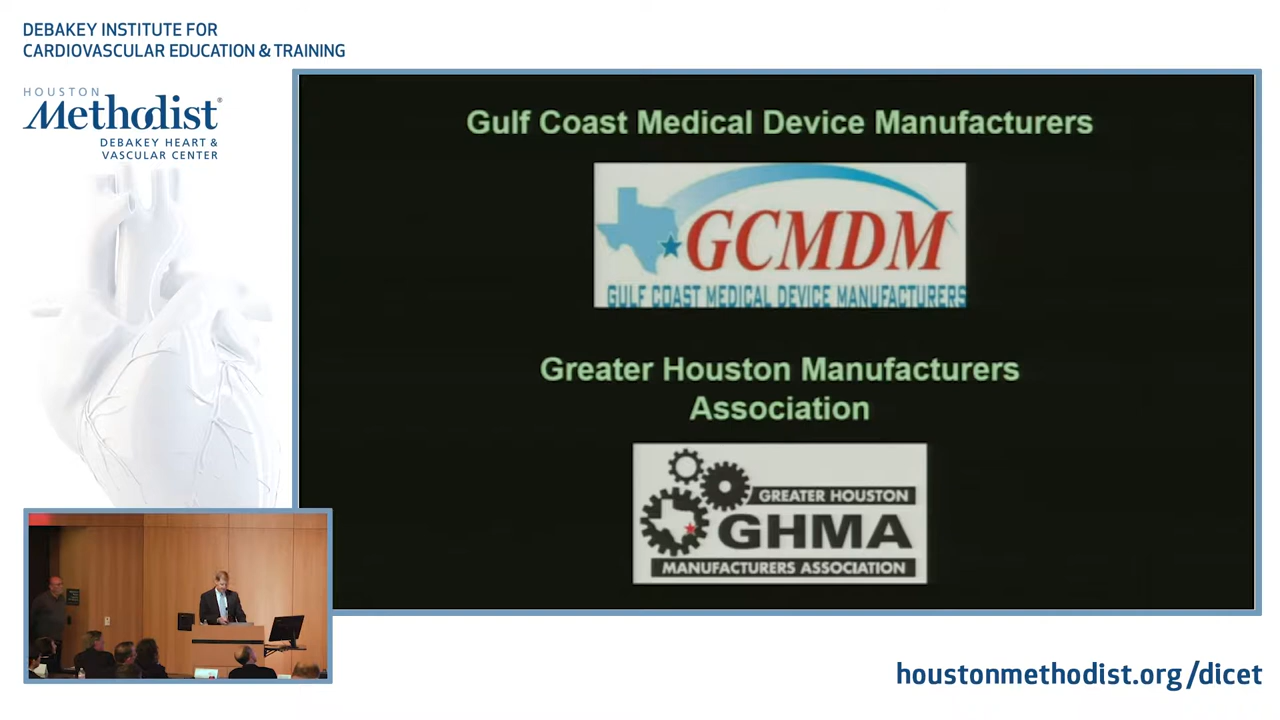 DEBAKEY INSTITUTE FOR
CARDIOVASCULAR EDUCATION & TRAINING
HOUSTON
Methodist®
DEBAKEY HEART &
VASCULAR CENTER
Gulf Coast Medical Device Manufacturers
GCMDM
GULF COAST MEDICAL DEVICE MANUFACTURERS
Greater Houston Manufacturers
Association
GREATER HOUSTON
GHMA
MANUFACTURERS ASSOCIATION
houstonmethodist.org/dicet